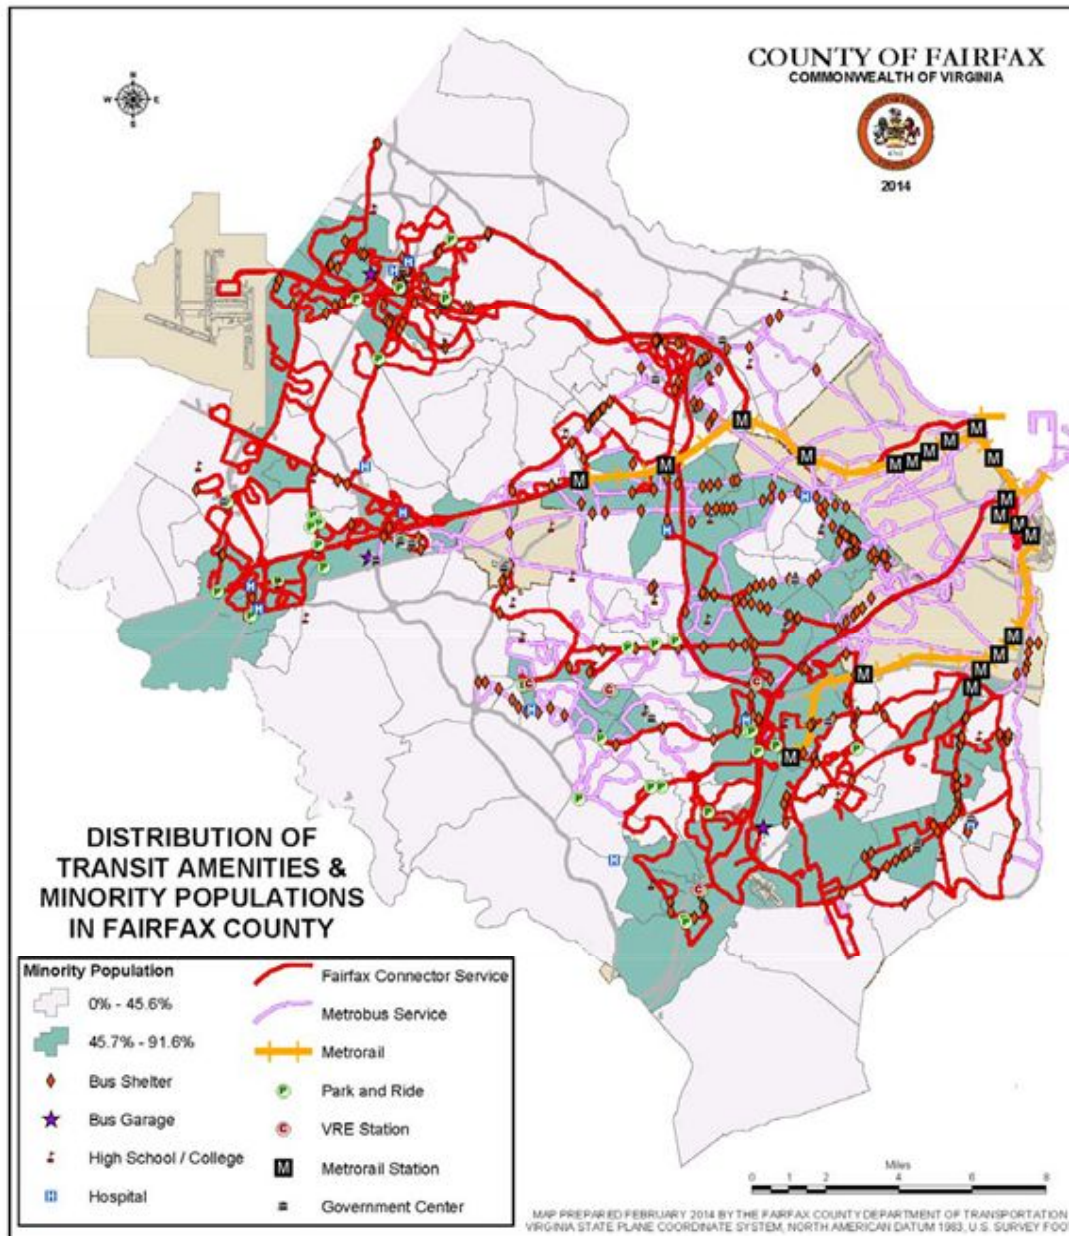 COUNTY OF FAIRFAX
COMMONWEALTH OF VIRGINIA
2014
N
W E
S
DISTRIBUTION OF
TRANSIT AMENITIES &
MINORITY POPULATIONS
IN FAIRFAX COUNTY
Minority Population
0% - 45.6%
45.7% - 91.6%
Bus Shelter
Bus Garage
High School / College
H Hospital
Fairfax Connector Service
Metrobus Service
Metrorail
P Park and Ride
C VRE Station
M Metrorail Station
Government Center
Miles
0 1 2 4 6 8
MAP PREPARED FEBRUARY 2014 BY THE FAIRFAX COUNTY DEPARTMENT OF TRANSPORTATION
VIRGINIA STATE PLANE COORDINATE SYSTEM, NORTH AMERICAN DATUM 1983, U.S. SURVEY FOO